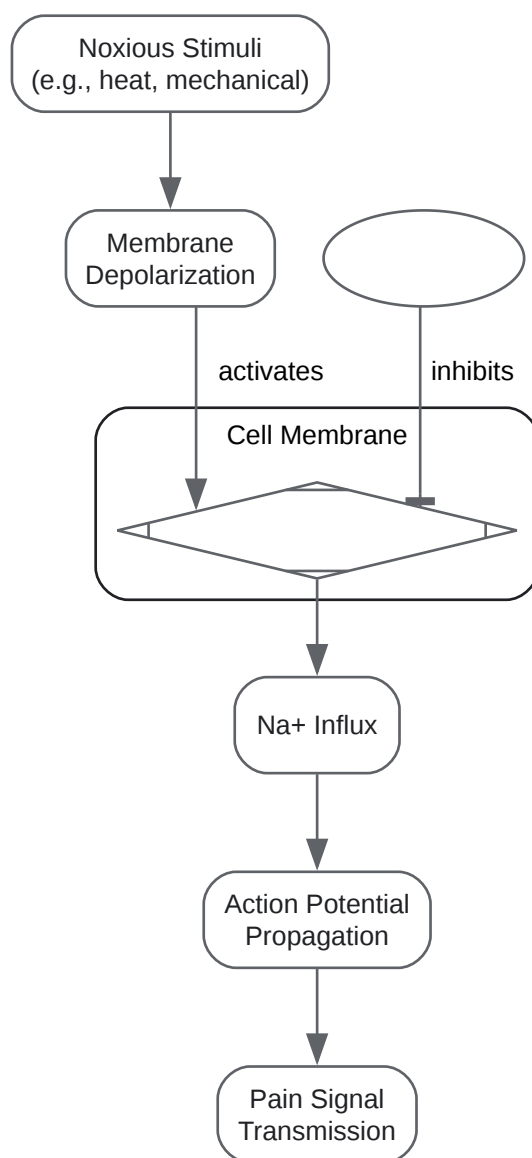 Noxious Stimuli
(e.g., heat, mechanical)
Membrane
Depolarization
activates
inhibits
Cell Membrane
Na+ Influx
Action Potential
Propagation
Pain Signal
Transmission